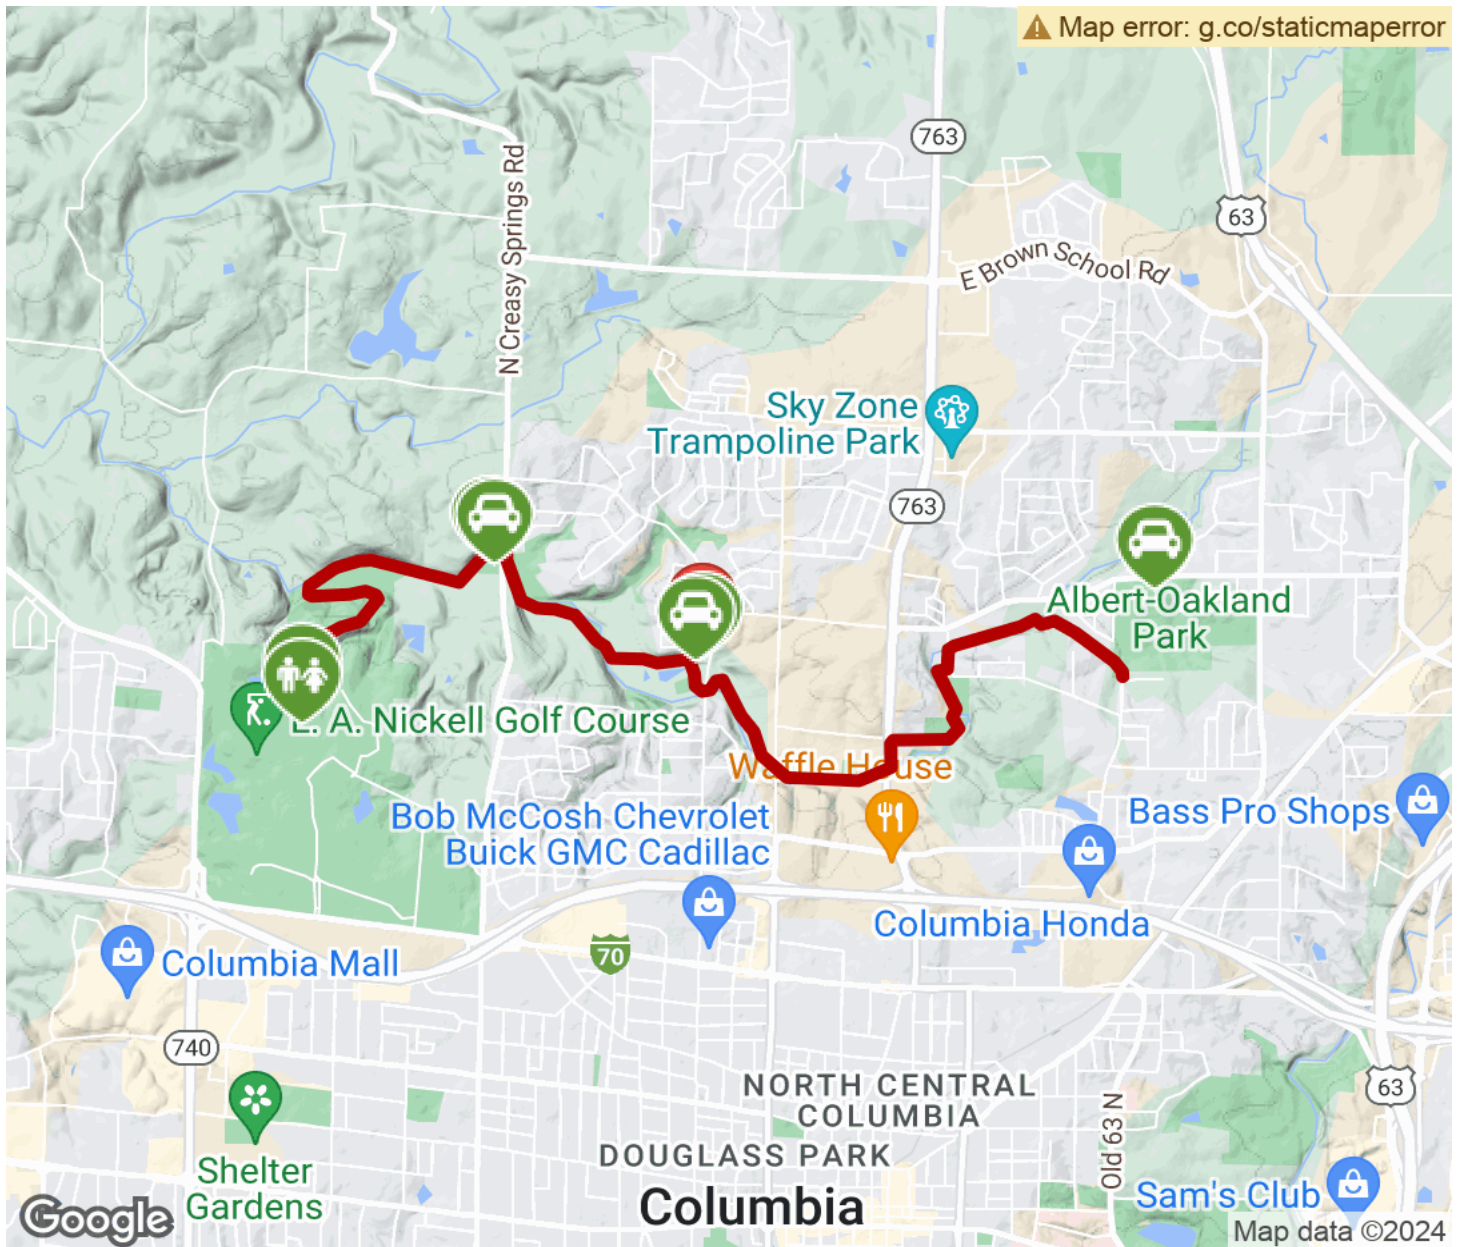 Map error: g.co/staticmaperror
763
63
N Creasy Springs Rd
E Brown School Rd
Sky Zone
Trampoline Park
763
Albert-Oakland
Park
L. A. Nickell Golf Course
Waffle House
Bob McCosh Chevrolet
Buick GMC Cadillac
Bass Pro Shops
Columbia Honda
70
Columbia Mall
740
63
NORTH CENTRAL
COLUMBIA
Old 63 N
DOUGLASS PARK
Shelter
Gardens
Columbia
Sam's Club
Google
Map data ©2024